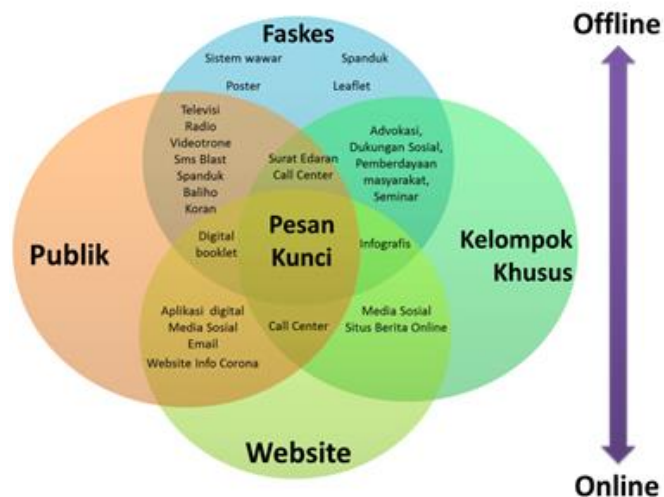 Offline
Faskes
Sistem wawar
Spanduk
Poster
Leaflet
Televisi
Radio
Videotrone
Sms Blast
Spanduk
Baliho
Koran
Surat Edaran
Call Center
Advokasi,
Dukungan Sosial,
Pemberdayaan
masyarakat,
Seminar
Publik
Digital
booklet
Pesan
Kunci
Infografis
Kelompok
Khusus
Aplikasi digital
Media Sosial
Email
Website Info Corona
Call Center
Media Sosial
Situs Berita Online
Website
Online